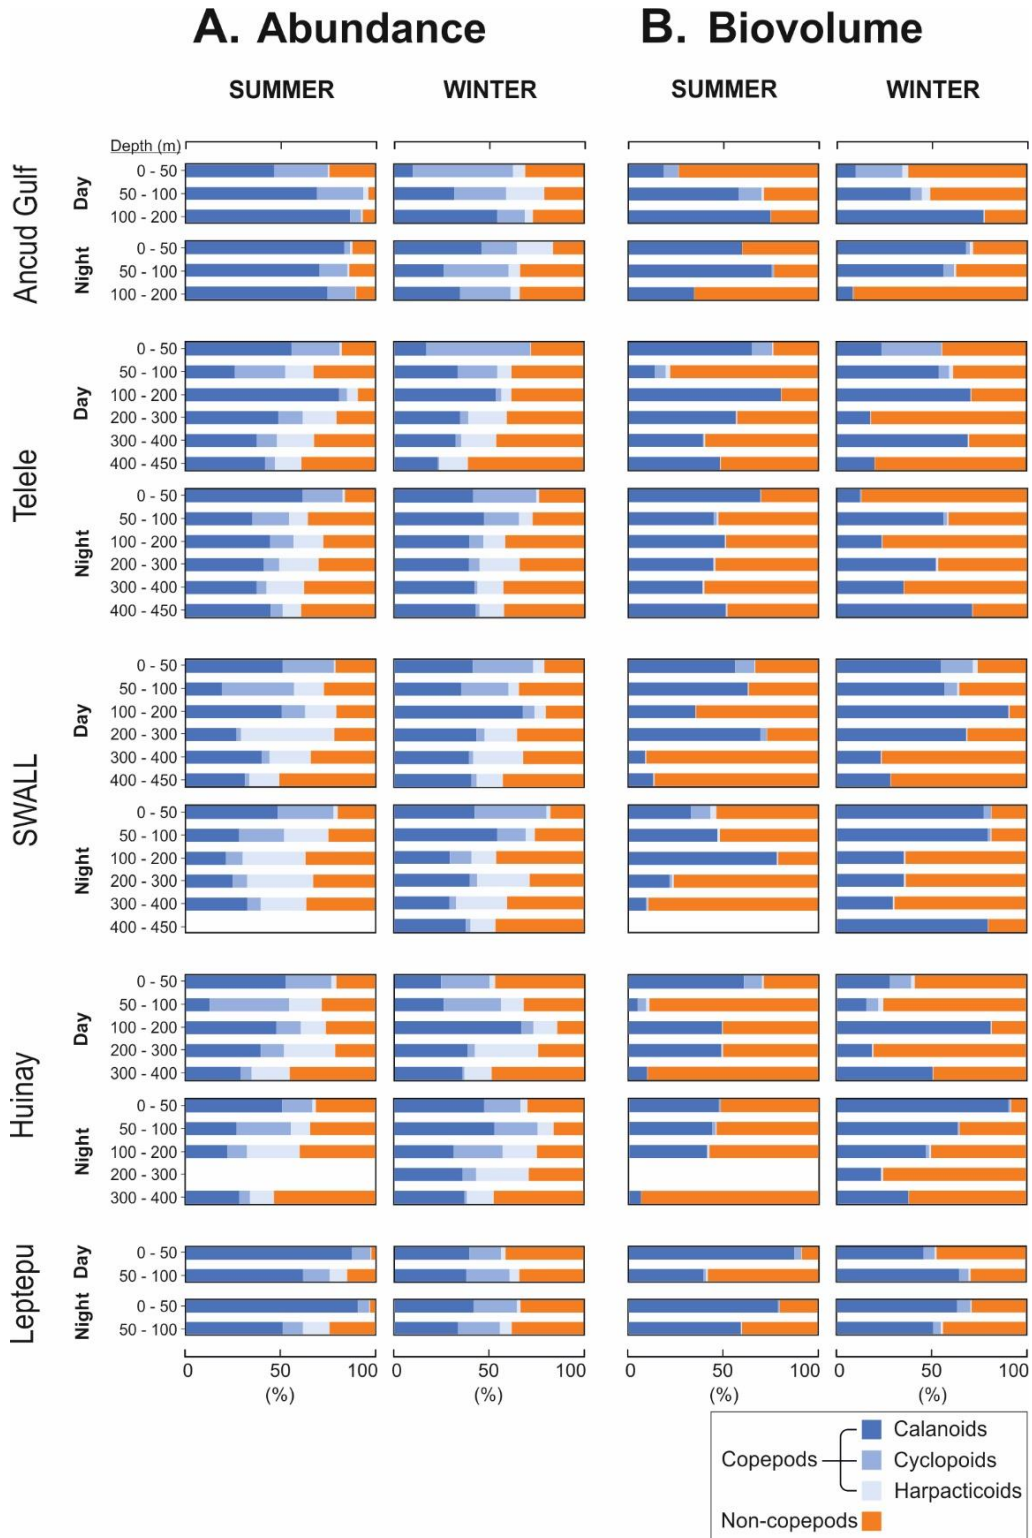 A. Abundance B. Biovolume
SUMMER WINTER SUMMER WINTER
Depth (m)
Ancud Gulf
Day
0 - 50
50 - 100
100 - 200
Night
0 - 50
50 - 100
100 - 200
Telele
Day
0 - 50
50 - 100
100 - 200
200 - 300
300 - 400
400 - 450
Night
0 - 50
50 - 100
100 - 200
200 - 300
300 - 400
400 - 450
SWALL
Day
0 - 50
50 - 100
100 - 200
200 - 300
300 - 400
400 - 450
Night
0 - 50
50 - 100
100 - 200
200 - 300
300 - 400
400 - 450
Huinay
Day
0 - 50
50 - 100
100 - 200
200 - 300
300 - 400
Night
0 - 50
50 - 100
100 - 200
200 - 300
300 - 400
Leptepu
Day
0 - 50
50 - 100
Night
0 - 50
50 - 100
0 50 100 0 50 100 0 50 100 0 50 100
(%) (%) (%) (%)
Copepods
Calanoids
Cyclopoids
Harpacticoids
Non-copepods